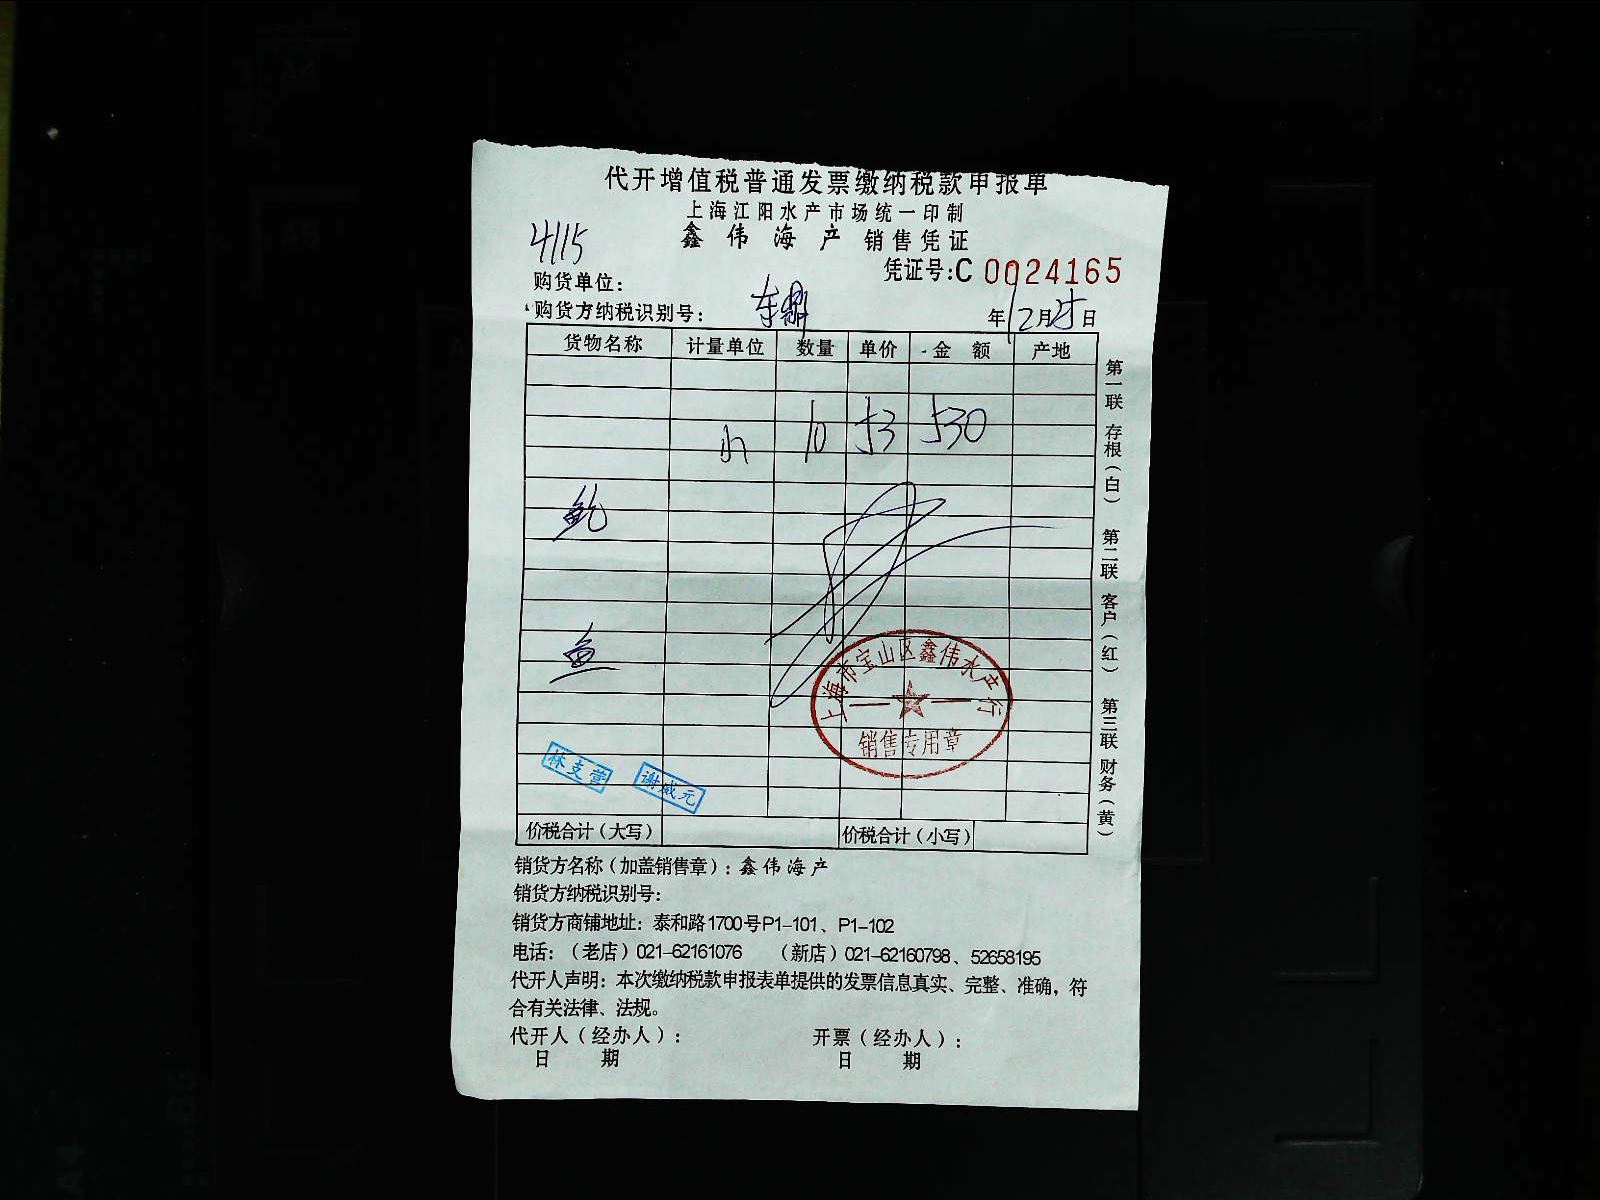 代开增值税普通发票缴纳税款申报单
上海江阳水产市场统一印制
4115
鑫伟海产 销售凭证
凭证号:C 0024165
购货单位:
购货方纳税识别号: 东鼎 年12月25日
货物名称 计量单位 数量 单价 金额 产地
10 53 530
鲍
鱼
上海市宝山区鑫伟水产行
销售专用章
林支营 谢威元
价税合计(大写) 价税合计(小写)
第一联 存根(白) 第二联 客户(红) 第三联 财务(黄)
销货方名称(加盖销售章): 鑫伟海产
销货方纳税识别号:
销货方商铺地址: 泰和路1700号P1-101、P1-102
电话:(老店)021-62161076 (新店)021-62160798、52658195
代开人声明: 本次缴纳税款申报表单提供的发票信息真实、完整、准确,符
合有关法律、法规。
代开人(经办人): 开票(经办人):
日 期 日 期